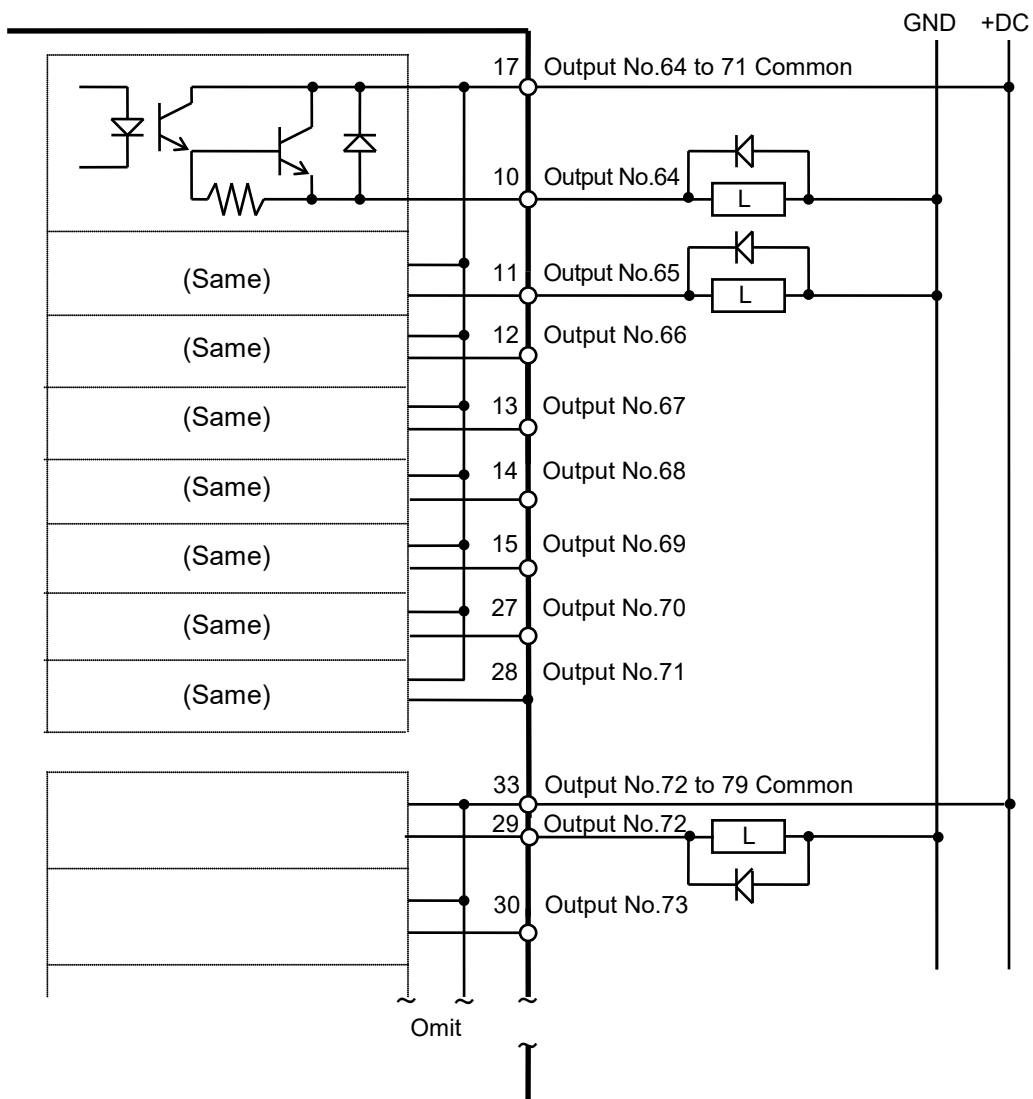 GND +DC
17 Output No.64 to 71 Common
10 Output No.64
L
(Same) 11 Output No.65
L
(Same) 12 Output No.66
(Same) 13 Output No.67
(Same) 14 Output No.68
(Same) 15 Output No.69
(Same) 27 Output No.70
(Same) 28 Output No.71
33 Output No.72 to 79 Common
29 Output No.72
L
30 Output No.73
Omit